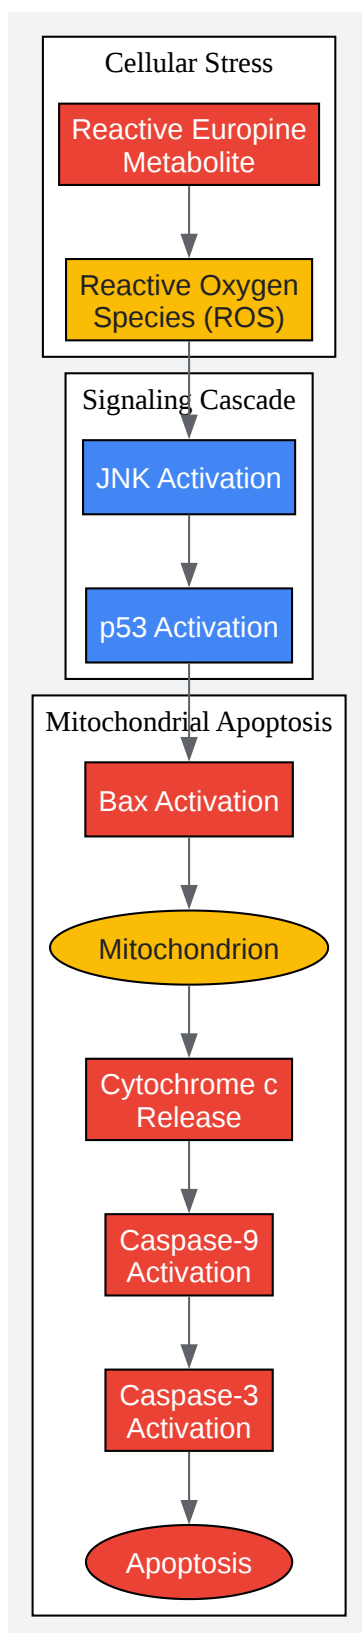 Cellular Stress
Reactive Europine
Metabolite
Reactive Oxygen
Species (ROS)
Signaling Cascade
JNK Activation
p53 Activation
Mitochondrial Apoptosis
Bax Activation
Mitochondrion
Cytochrome c
Release
Caspase-9
Activation
Caspase-3
Activation
Apoptosis